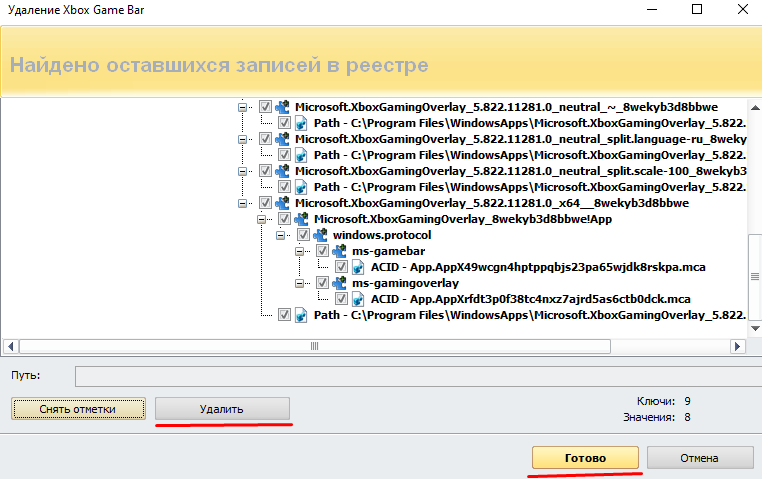 Удаление Xbox Game Bar
Найдено оставшихся записей в реестре
Microsoft.XboxGamingOverlay_5.822.11281.0_neutral_~_8wekyb3d8bbwe
Path - C:\Program Files\WindowsApps\Microsoft.XboxGamingOverlay_5.822.
Microsoft.XboxGamingOverlay_5.822.11281.0_neutral_split.language-ru_8weky
Path - C:\Program Files\WindowsApps\Microsoft.XboxGamingOverlay_5.822.
Microsoft.XboxGamingOverlay_5.822.11281.0_neutral_split.scale-100_8wekyb3
Path - C:\Program Files\WindowsApps\Microsoft.XboxGamingOverlay_5.822.
Microsoft.XboxGamingOverlay_5.822.11281.0_x64__8wekyb3d8bbwe
Microsoft.XboxGamingOverlay_8wekyb3d8bbwe!App
windows.protocol
ms-gamebar
ACID - App.AppX49wcgn4hptppqbjs23pa65wjdk8rskpa.mca
ms-gamingoverlay
ACID - App.AppXrfdt3p0f38tc4nxz7ajrd5as6ctb0dck.mca
Path - C:\Program Files\WindowsApps\Microsoft.XboxGamingOverlay_5.822.
Путь:
Снять отметки
Удалить
Ключи: 9
Значения: 8
Готово
Отмена